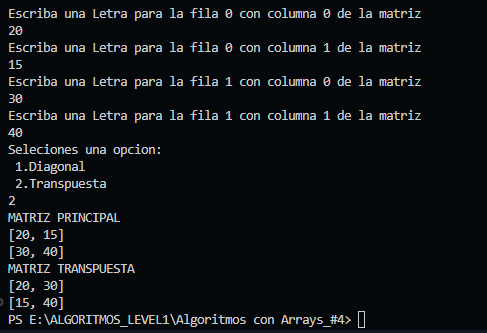 Escriba una Letra para la fila 0 con columna 0 de la matriz
20
Escriba una Letra para la fila 0 con columna 1 de la matriz
15
Escriba una Letra para la fila 1 con columna 0 de la matriz
30
Escriba una Letra para la fila 1 con columna 1 de la matriz
40
Seleciones una opcion:
 1.Diagonal
 2.Transpuesta
2
MATRIZ PRINCIPAL
[20, 15]
[30, 40]
MATRIZ TRANSPUESTA
[20, 30]
[15, 40]
PS E:\ALGORITMOS_LEVEL1\Algoritmos con Arrays_#4>